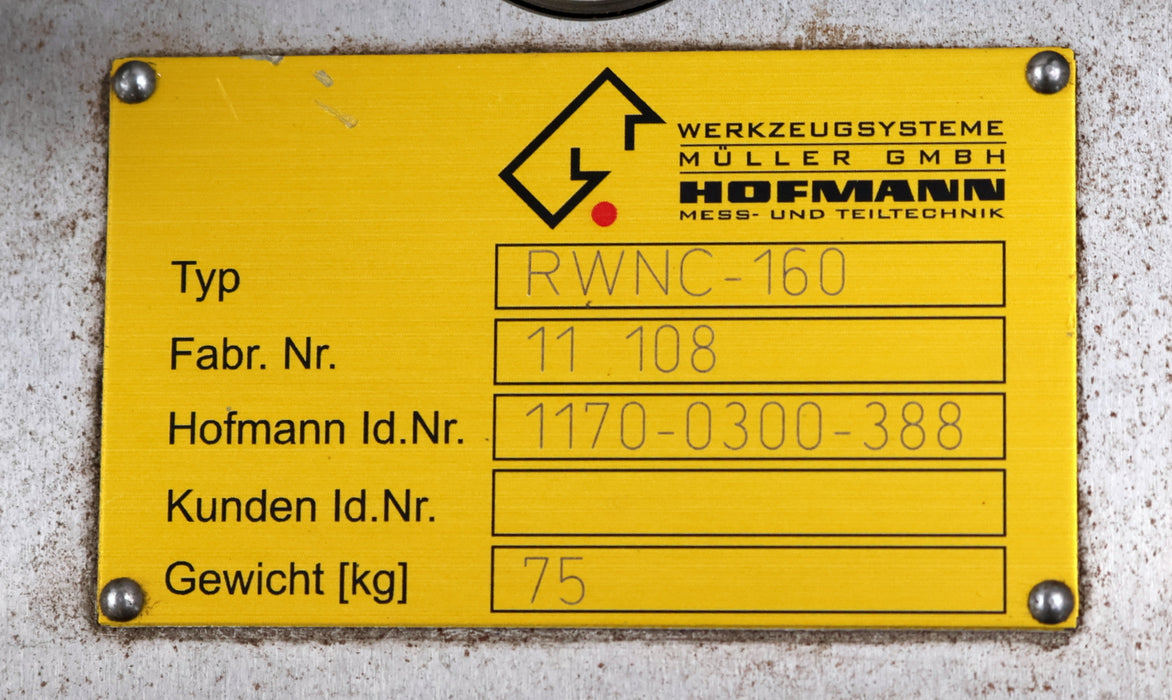 WERKZEUGSYSTEME
MÜLLER GMBH
HOFMANN
MESS- UND TEILTECHNIK
Typ RWNC-160
Fabr. Nr. 11 108
Hofmann Id.Nr. 1170-0300-388
Kunden Id.Nr.
Gewicht [kg] 75